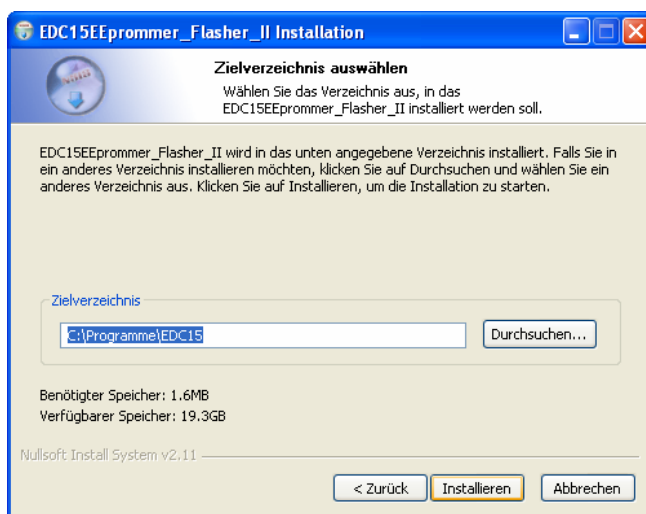 EDC15EEprommer_Flasher_II Installation
Zielverzeichnis auswählen
Wählen Sie das Verzeichnis aus, in das
EDC15EEprommer_Flasher_II installiert werden soll.
EDC15EEprommer_Flasher_II wird in das unten angegebene Verzeichnis installiert. Falls Sie in
ein anderes Verzeichnis installieren möchten, klicken Sie auf Durchsuchen und wählen Sie ein
anderes Verzeichnis aus. Klicken Sie auf Installieren, um die Installation zu starten.
Zielverzeichnis
C:\Programme\EDC15
Durchsuchen...
Benötigter Speicher: 1.6MB
Verfügbarer Speicher: 19.3GB
Nullsoft Install System v2.11
< Zurück
Installieren
Abbrechen